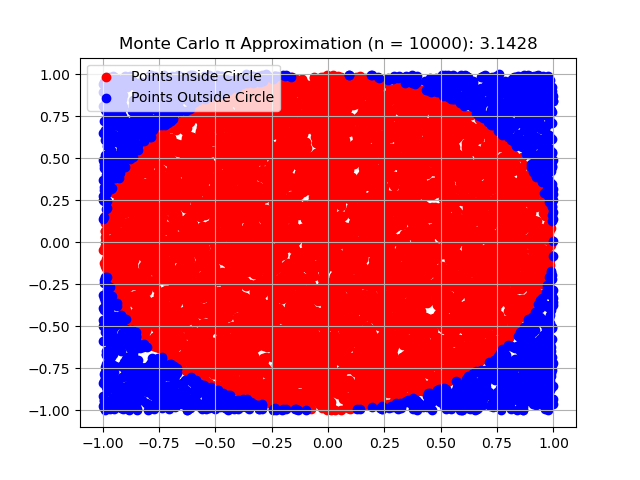 Monte Carlo π Approximation (n = 10000): 3.1428
Points Inside Circle
Points Outside Circle
1.00
0.75
0.50
0.25
0.00
−0.25
−0.50
−0.75
−1.00
−1.00 −0.75 −0.50 −0.25 0.00 0.25 0.50 0.75 1.00